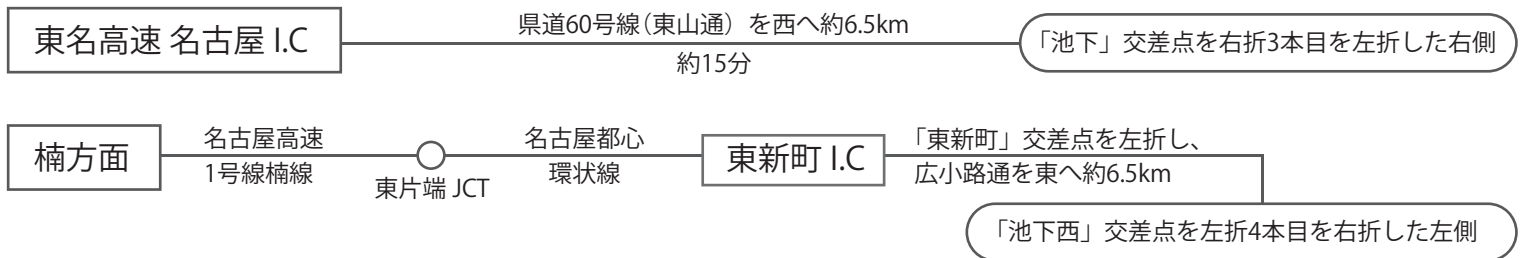 東名高速 名古屋 I.C
県道60号線（東山通）を西へ約6.5km
約15分
「池下」交差点を右折3本目を左折した右側
楠方面
名古屋高速
1号線楠線
東片端 JCT
名古屋都心
環状線
東新町 I.C
「東新町」交差点を左折し、
広小路通を東へ約6.5km
「池下西」交差点を左折4本目を右折した左側